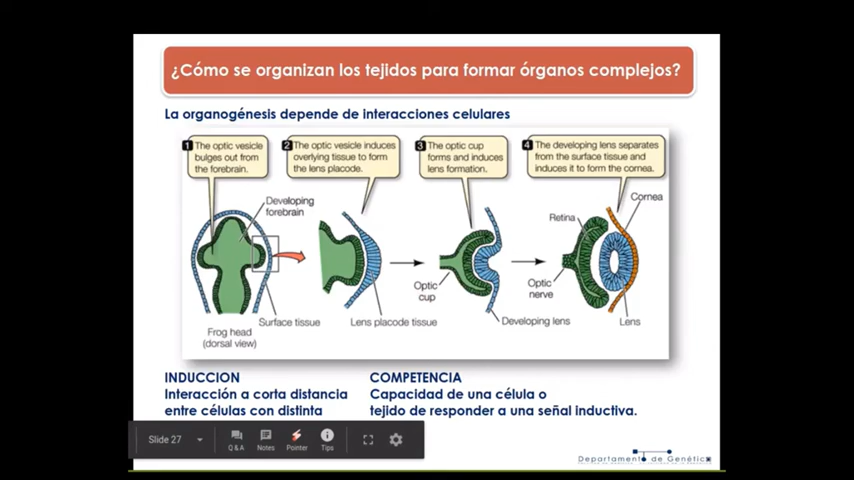 ¿Cómo se organizan los tejidos para formar órganos complejos?
La organogénesis depende de interacciones celulares
1 The optic vesicle
bulges out from
the forebrain.
2 The optic vesicle induces
overlying tissue to form
the lens placode.
3 The optic cup
forms and induces
lens formation.
4 The developing lens separates
from the surface tissue and
induces it to form the cornea.
Developing
forebrain
Cornea
Retina
Optic
cup
Optic
nerve
Surface tissue
Lens placode tissue
Developing lens
Lens
Frog head
(dorsal view)
INDUCCION
Interacción a corta distancia
entre células con distinta
COMPETENCIA
Capacidad de una célula o
tejido de responder a una señal inductiva.
Slide 27
Q & A
Notes
Pointer
Tips
Departamento de Genética